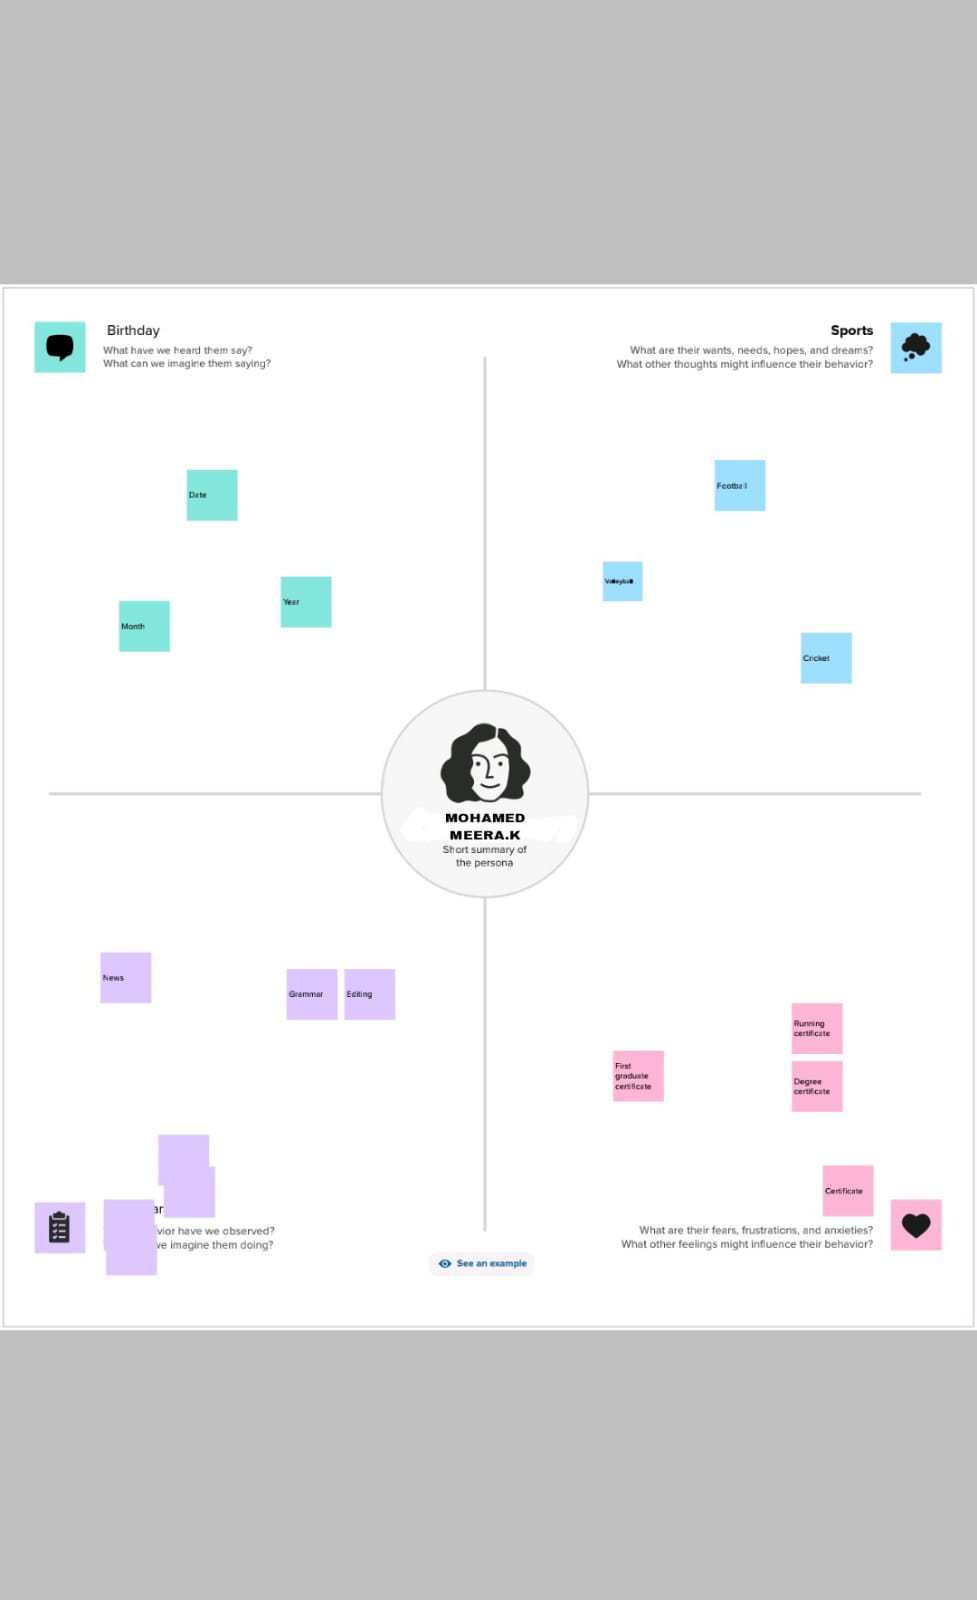 Birthday
What have we heard them say?
What can we imagine them saying?
Sports
What are their wants, needs, hopes, and dreams?
What other thoughts might influence their behavior?
Date
Month
Year
Football
Volleyball
Cricket
MOHAMED
MEERA.K
Short summary of
the persona
News
Grammar
Editing
have we observed?
we imagine them doing?
First
graduate
certificate
Running
certificate
Degree
certificate
Certificate
What are their fears, frustrations, and anxieties?
What other feelings might influence their behavior?
See an example